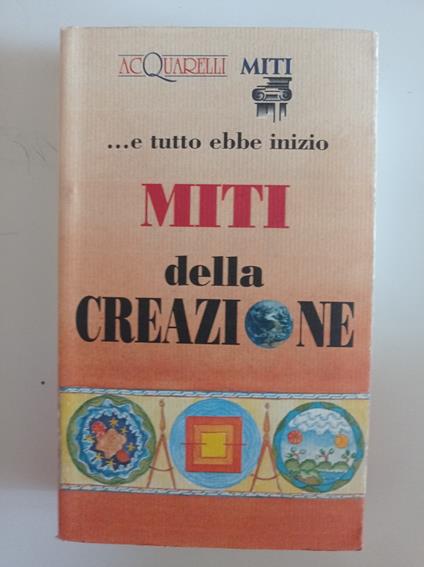 ACQUARELLI MITI
...e tutto ebbe inizio
MITI
della
CREAZIONE